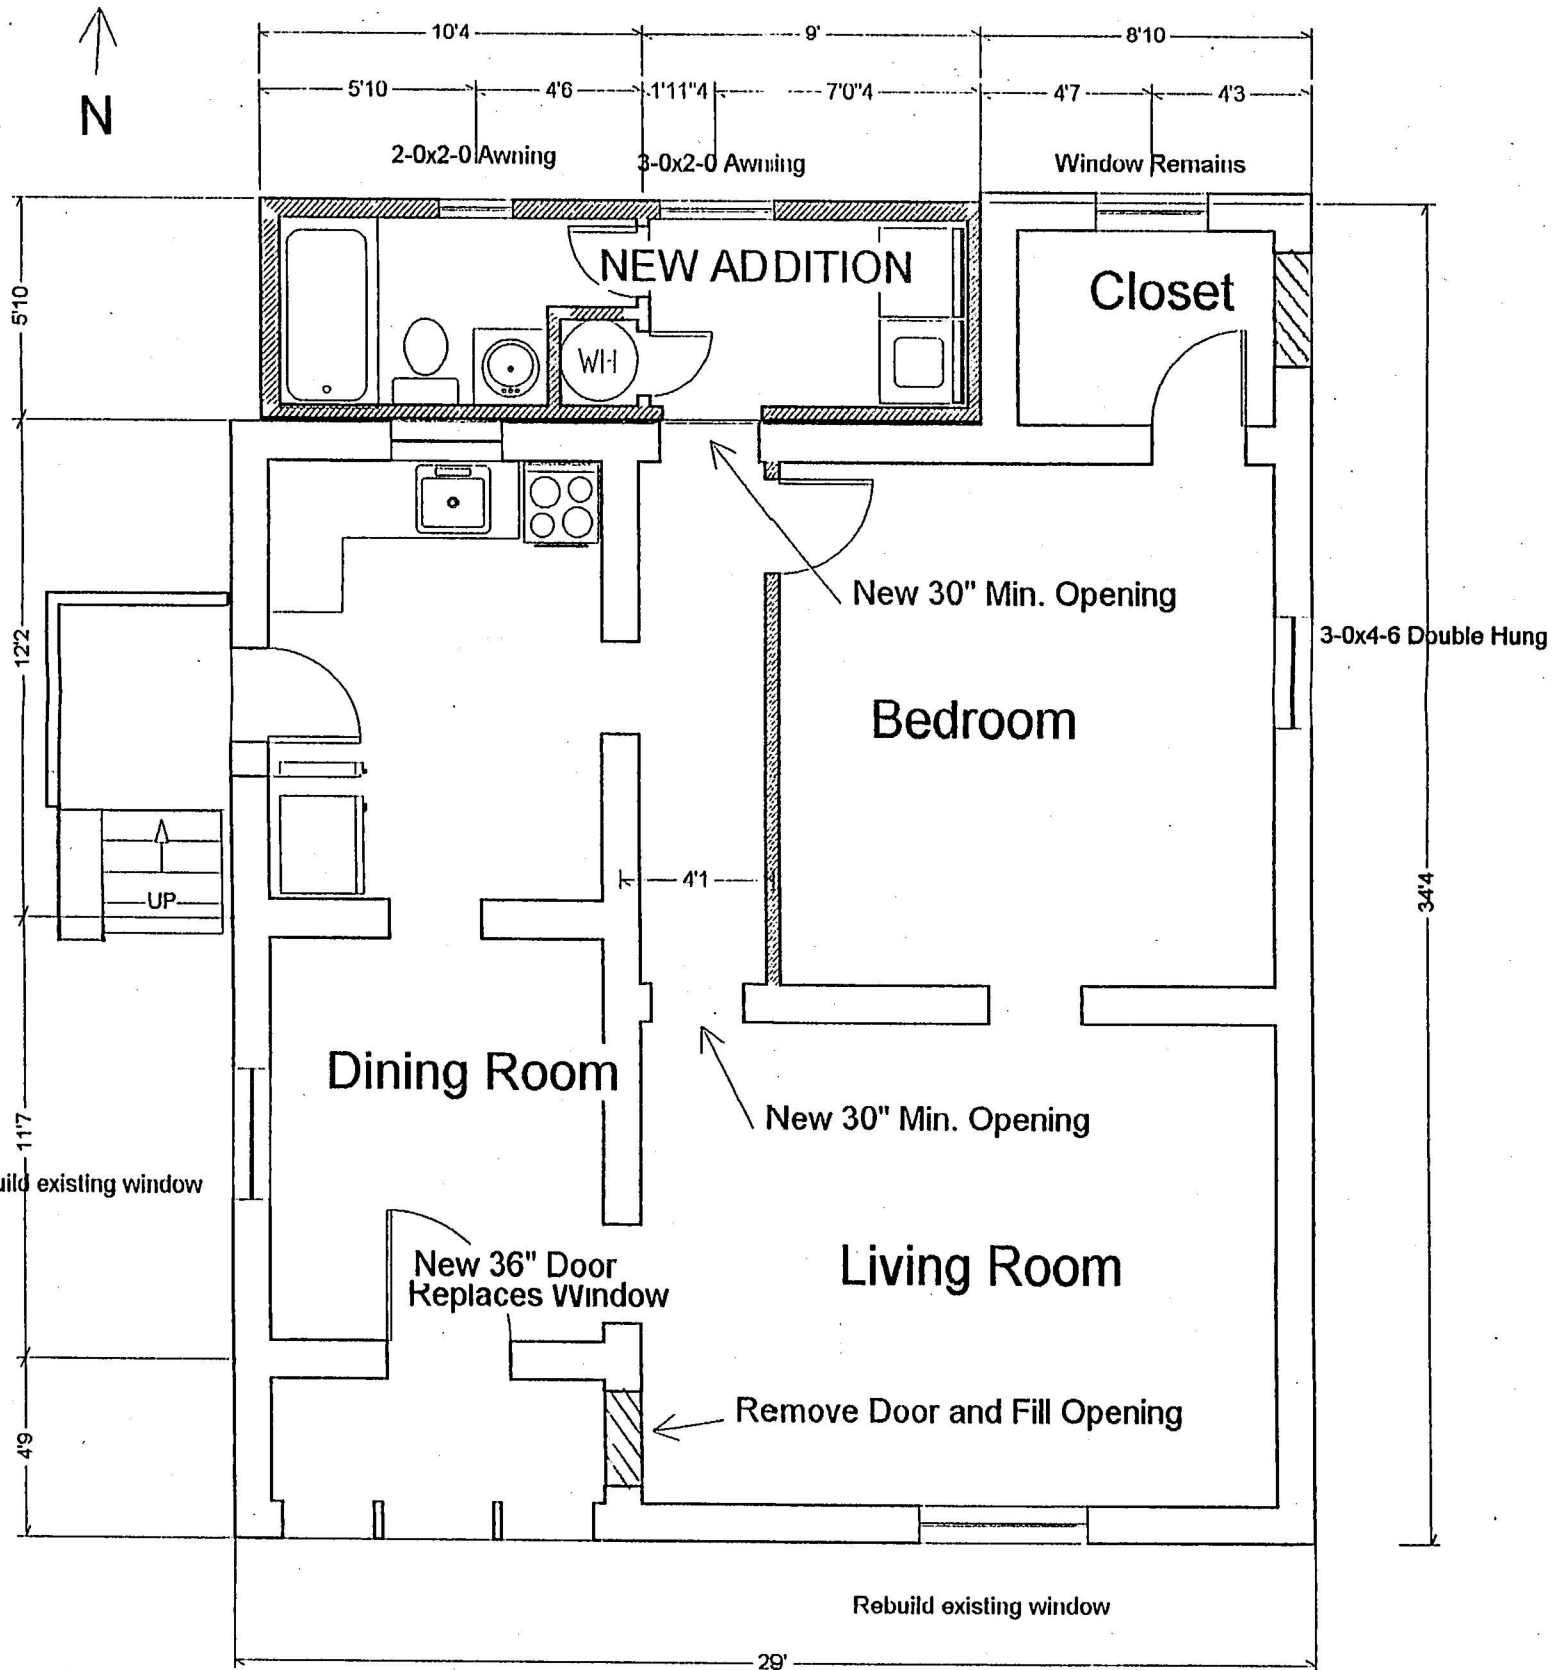 10'4
9'
8'10
N
5'10
4'6
1'11"4
7'0"4
4'7
4'3
2-0x2-0 Awning
3-0x2-0 Awning
Window Remains
5'10
NEW ADDITION
Closet
WH
New 30" Min. Opening
12'2
3-0x4-6 Double Hung
Bedroom
4'1
UP
34'4
Dining Room
New 30" Min. Opening
11'7
existing window
New 36" Door
Replaces Window
Living Room
Remove Door and Fill Opening
4'9
Rebuild existing window
29'